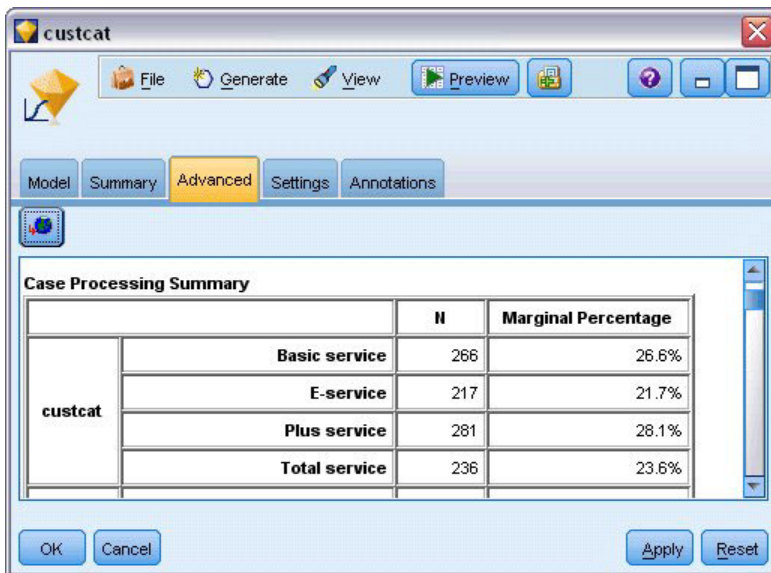 custcat
File Generate View Preview
Model Summary Advanced Settings Annotations
Case Processing Summary
N Marginal Percentage
custcat
Basic service 266 26.6%
E-service 217 21.7%
Plus service 281 28.1%
Total service 236 23.6%
OK Cancel Apply Reset